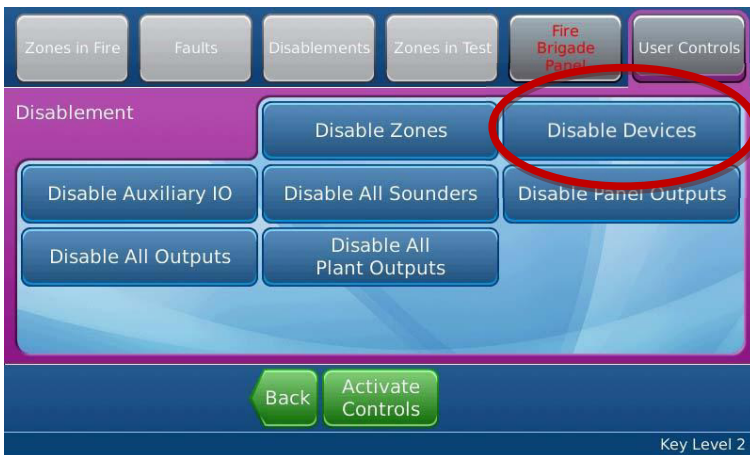 Zones in Fire
Faults
Disablements
Zones in Test
Fire
Brigade
Panel
User Controls
Disablement
Disable Zones
Disable Devices
Disable Auxiliary IO
Disable All Sounders
Disable Panel Outputs
Disable All Outputs
Disable All
Plant Outputs
Back
Activate
Controls
Key Level 2